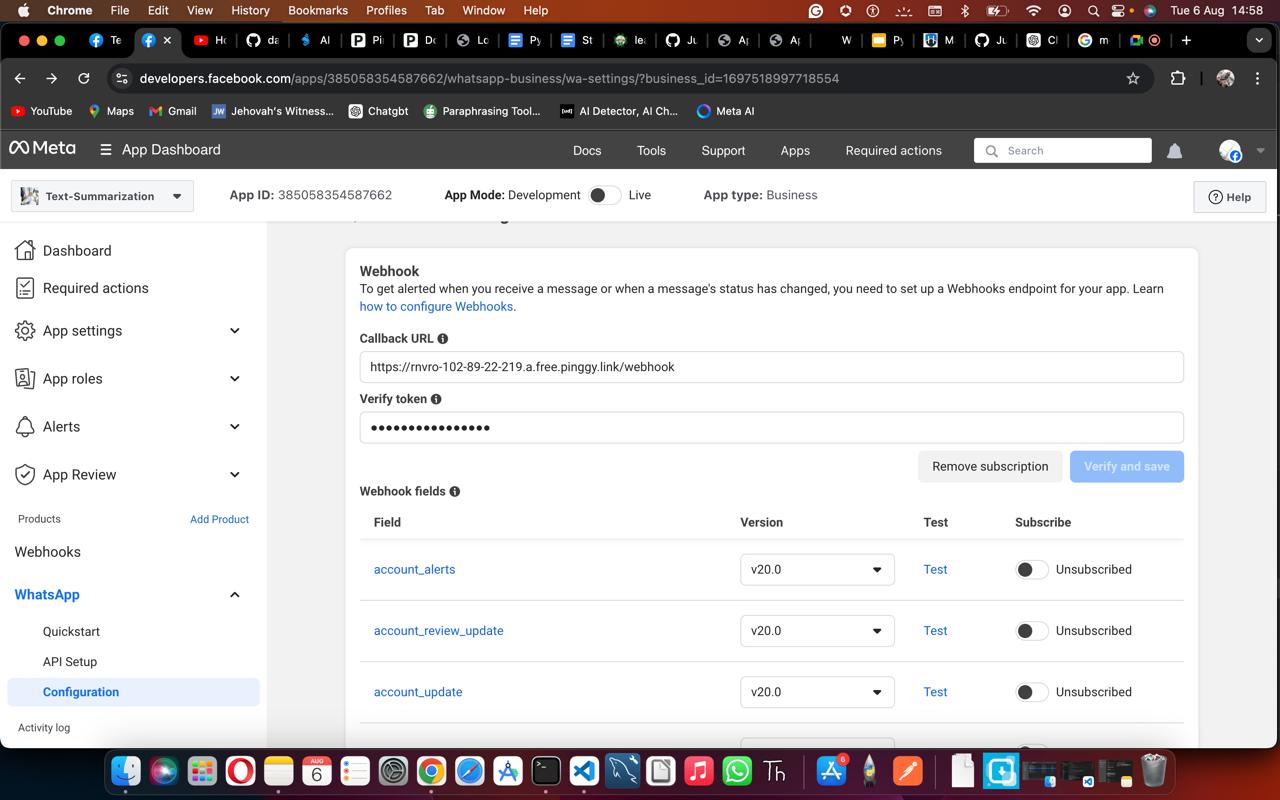 Chrome File Edit View History Bookmarks Profiles Tab Window Help Tue 6 Aug 14:58
Te Ho da AI Pi Do Lo Py St lea Ju Ap Ap W Py M Ju Cl m
developers.facebook.com/apps/385058354587662/whatsapp-business/wa-settings/?business_id=1697518997718554
YouTube Maps Gmail Jehovah's Witness... Chatgbt Paraphrasing Tool... AI Detector, AI Ch... Meta AI
Meta App Dashboard Docs Tools Support Apps Required actions Search
Text-Summarization App ID: 385058354587662 App Mode: Development Live App type: Business Help
Dashboard
Required actions
App settings
App roles
Alerts
App Review
Products Add Product
Webhooks
WhatsApp
Quickstart
API Setup
Configuration
Activity log
Webhook
To get alerted when you receive a message or when a message's status has changed, you need to set up a Webhooks endpoint for your app. Learn
how to configure Webhooks.
Callback URL
https://rnvro-102-89-22-219.a.free.pinggy.link/webhook
Verify token
••••••••••••••••
Remove subscription Verify and save
Webhook fields
Field Version Test Subscribe
account_alerts v20.0 Test Unsubscribed
account_review_update v20.0 Test Unsubscribed
account_update v20.0 Test Unsubscribed
6
AUG
6
Th